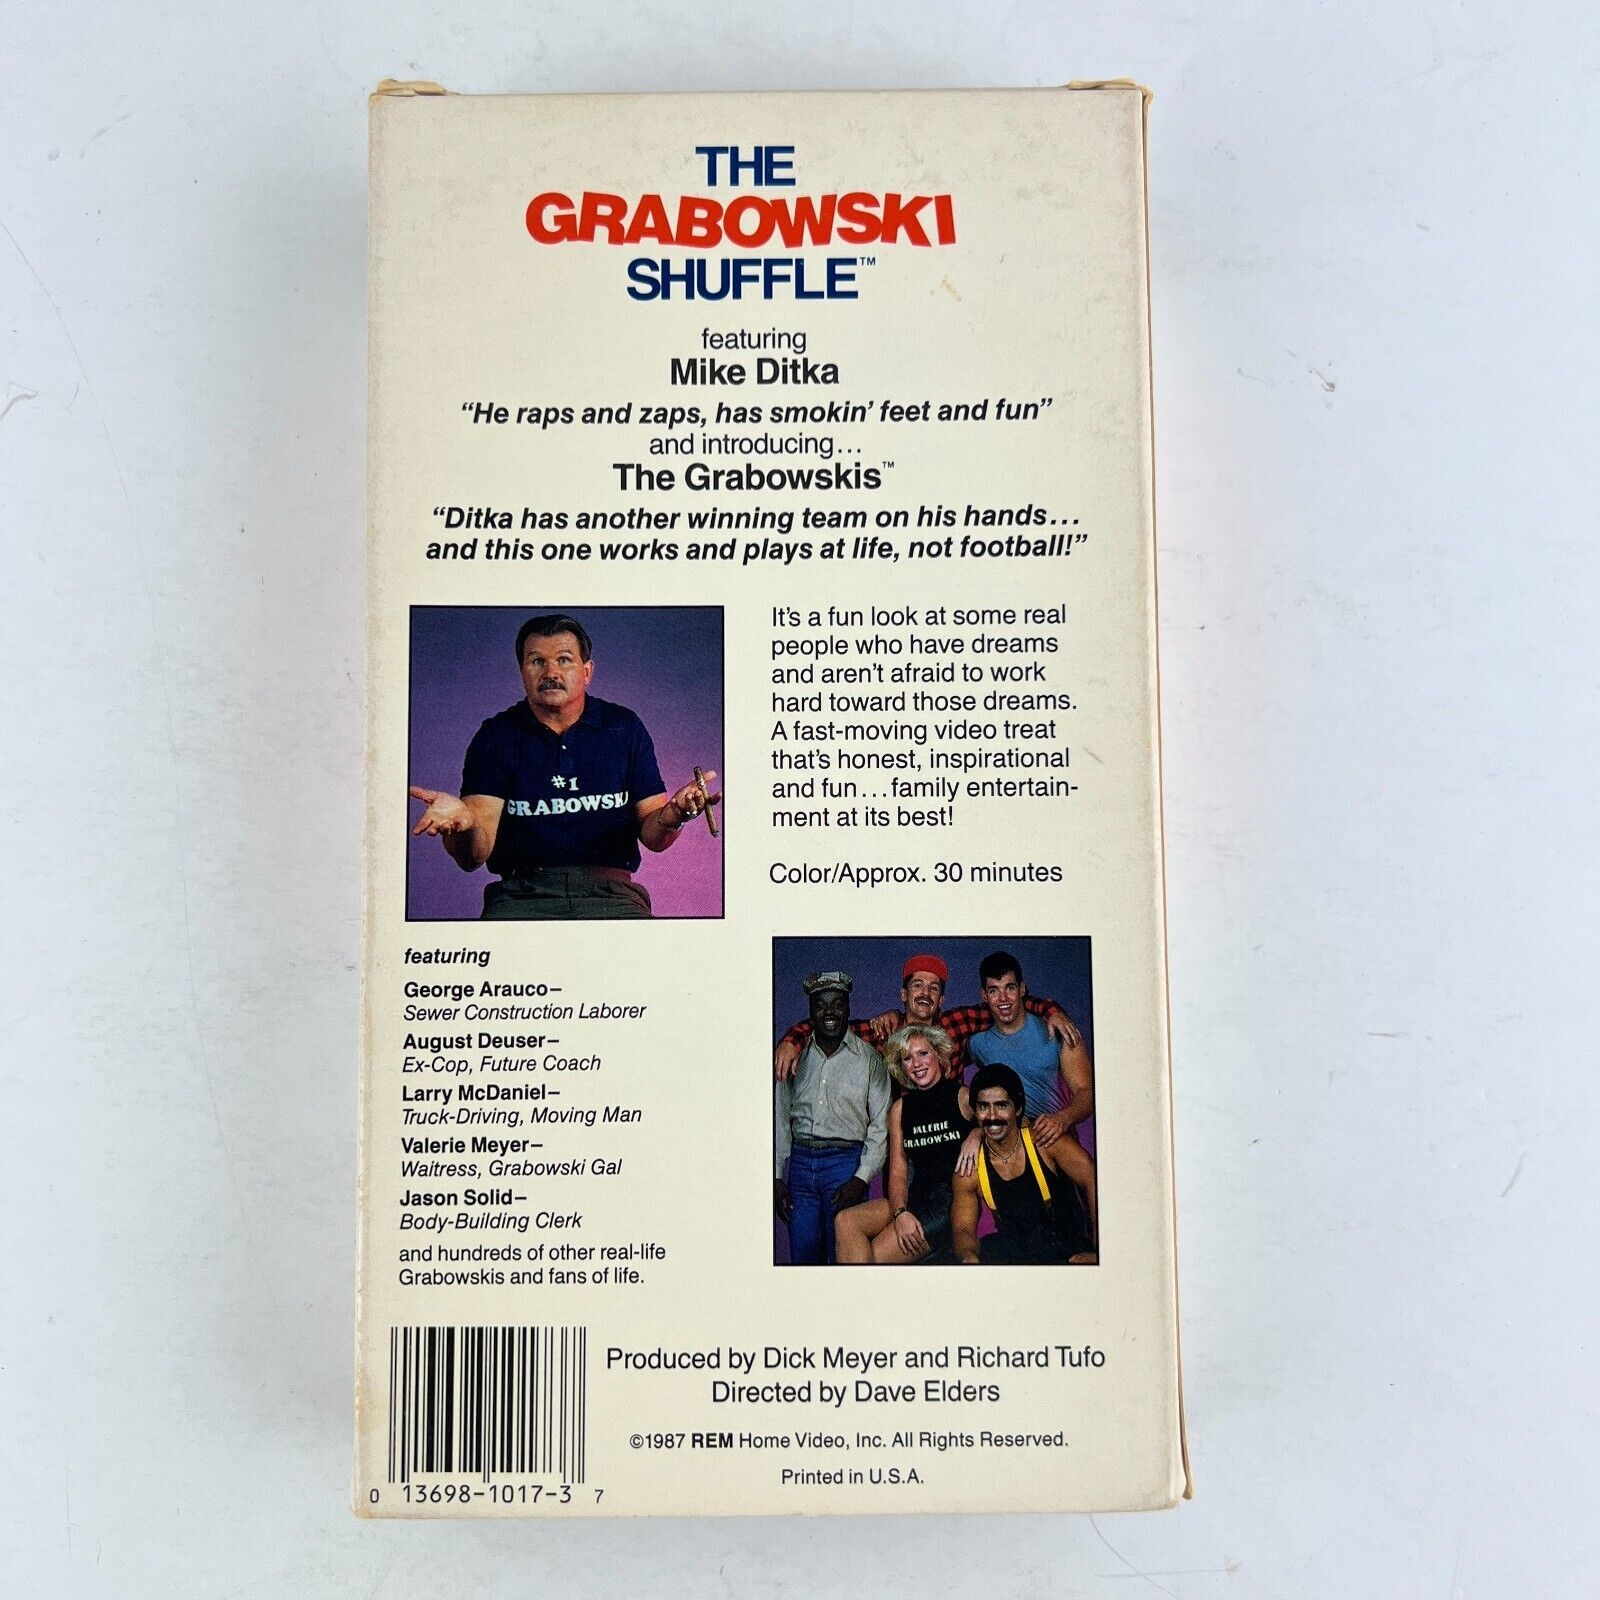 THE
GRABOWSKI
SHUFFLE™
featuring
Mike Ditka
“He raps and zaps, has smokin’ feet and fun”
and introducing...
The Grabowskis™
“Ditka has another winning team on his hands...
and this one works and plays at life, not football!”
#1
GRABOWSKI
It's a fun look at some real
people who have dreams
and aren't afraid to work
hard toward those dreams.
A fast-moving video treat
that's honest, inspirational
and fun...family entertain-
ment at its best!
Color/Approx. 30 minutes
featuring
George Arauco–
Sewer Construction Laborer
August Deuser–
Ex-Cop, Future Coach
Larry McDaniel–
Truck-Driving, Moving Man
Valerie Meyer–
Waitress, Grabowski Gal
Jason Solid–
Body-Building Clerk
and hundreds of other real-life
Grabowskis and fans of life.
VALERIE
GRABOWSKI
Produced by Dick Meyer and Richard Tufo
Directed by Dave Elders
©1987 REM Home Video, Inc. All Rights Reserved.
Printed in U.S.A.
0 13698-1017-3 7